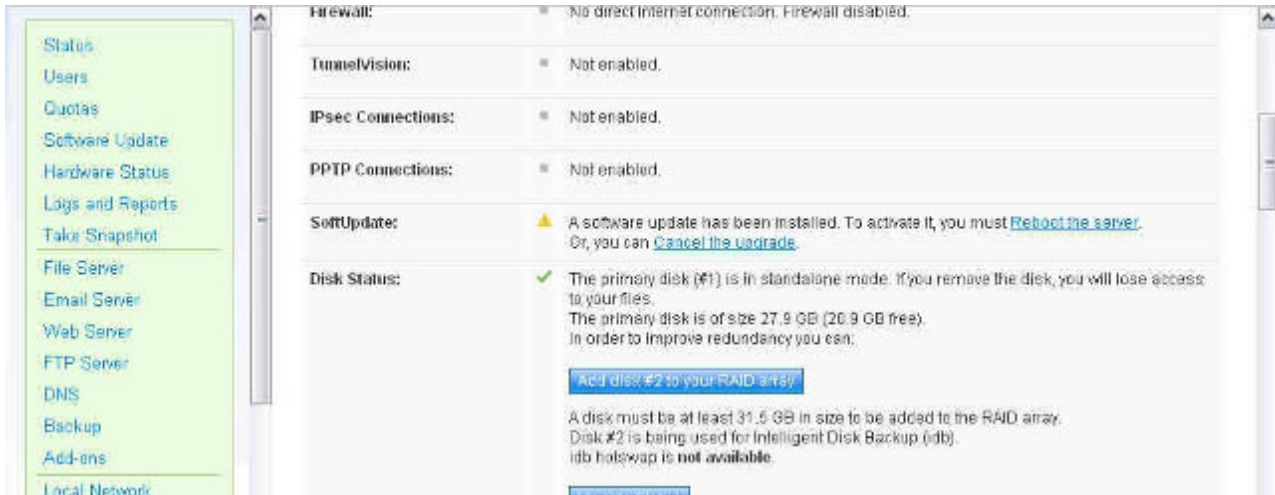 Status
Users
Quotas
Software Update
Hardware Status
Logs and Reports
Take Snapshot
File Server
Email Server
Web Server
FTP Server
DNS
Backup
Add-ons
Local Network
Firewall: No direct Internet connection. Firewall disabled.
TunnelVision: Not enabled.
IPsec Connections: Not enabled.
PPTP Connections: Not enabled.
SoftUpdate: A software update has been installed. To activate it, you must Reboot the server.
Or, you can Cancel the upgrade.
Disk Status: The primary disk (#1) is in standalone mode. If you remove the disk, you will lose access
to your files.
The primary disk is of size 27.9 GB (20.9 GB free).
In order to improve redundancy you can:
Add disk #2 to your RAID array
A disk must be at least 31.5 GB in size to be added to the RAID array.
Disk #2 is being used for Intelligent Disk Backup (idb).
idb hotswap is not available.